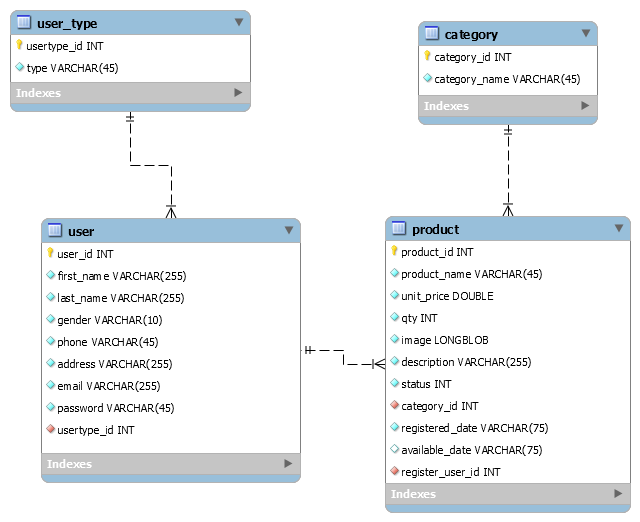 user_type
usertype_id INT
type VARCHAR(45)
Indexes
category
category_id INT
category_name VARCHAR(45)
Indexes
user
user_id INT
first_name VARCHAR(255)
last_name VARCHAR(255)
gender VARCHAR(10)
phone VARCHAR(45)
address VARCHAR(255)
email VARCHAR(255)
password VARCHAR(45)
usertype_id INT
Indexes
product
product_id INT
product_name VARCHAR(45)
unit_price DOUBLE
qty INT
image LONGBLOB
description VARCHAR(255)
status INT
category_id INT
registered_date VARCHAR(75)
available_date VARCHAR(75)
register_user_id INT
Indexes